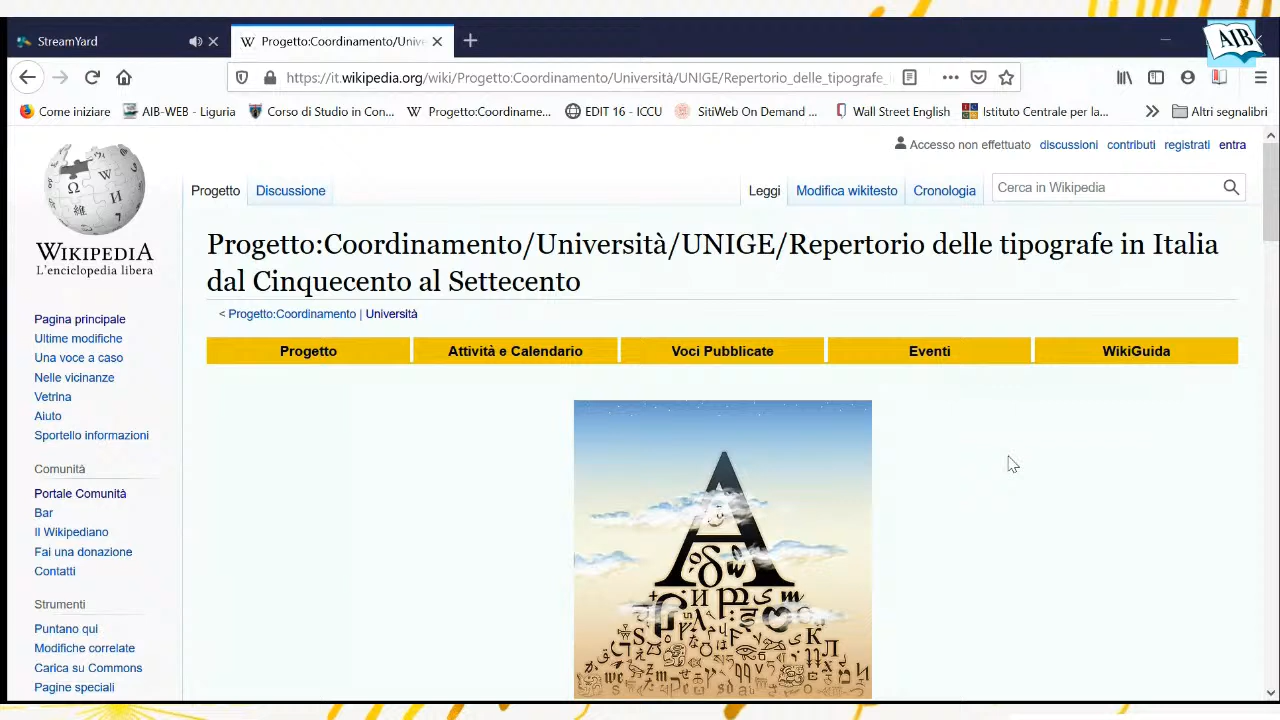 StreamYard
W Progetto:Coordinamento/Unive
AIB
https://it.wikipedia.org/wiki/Progetto:Coordinamento/Università/UNIGE/Repertorio_delle_tipografe_i
Come iniziare
AIB-WEB - Liguria
Corso di Studio in Con...
W Progetto:Coordiname...
EDIT 16 - ICCU
SitiWeb On Demand ...
Wall Street English
Istituto Centrale per la...
Altri segnalibri
Accesso non effettuato discussioni contributi registrati entra
Progetto Discussione Leggi Modifica wikitesto Cronologia Cerca in Wikipedia
WIKIPEDIA
L'enciclopedia libera
Progetto:Coordinamento/Università/UNIGE/Repertorio delle tipografe in Italia
dal Cinquecento al Settecento
< Progetto:Coordinamento | Università
Progetto Attività e Calendario Voci Pubblicate Eventi WikiGuida
Pagina principale
Ultime modifiche
Una voce a caso
Nelle vicinanze
Vetrina
Aiuto
Sportello informazioni
Comunità
Portale Comunità
Bar
Il Wikipediano
Fai una donazione
Contatti
Strumenti
Puntano qui
Modifiche correlate
Carica su Commons
Pagine speciali
A